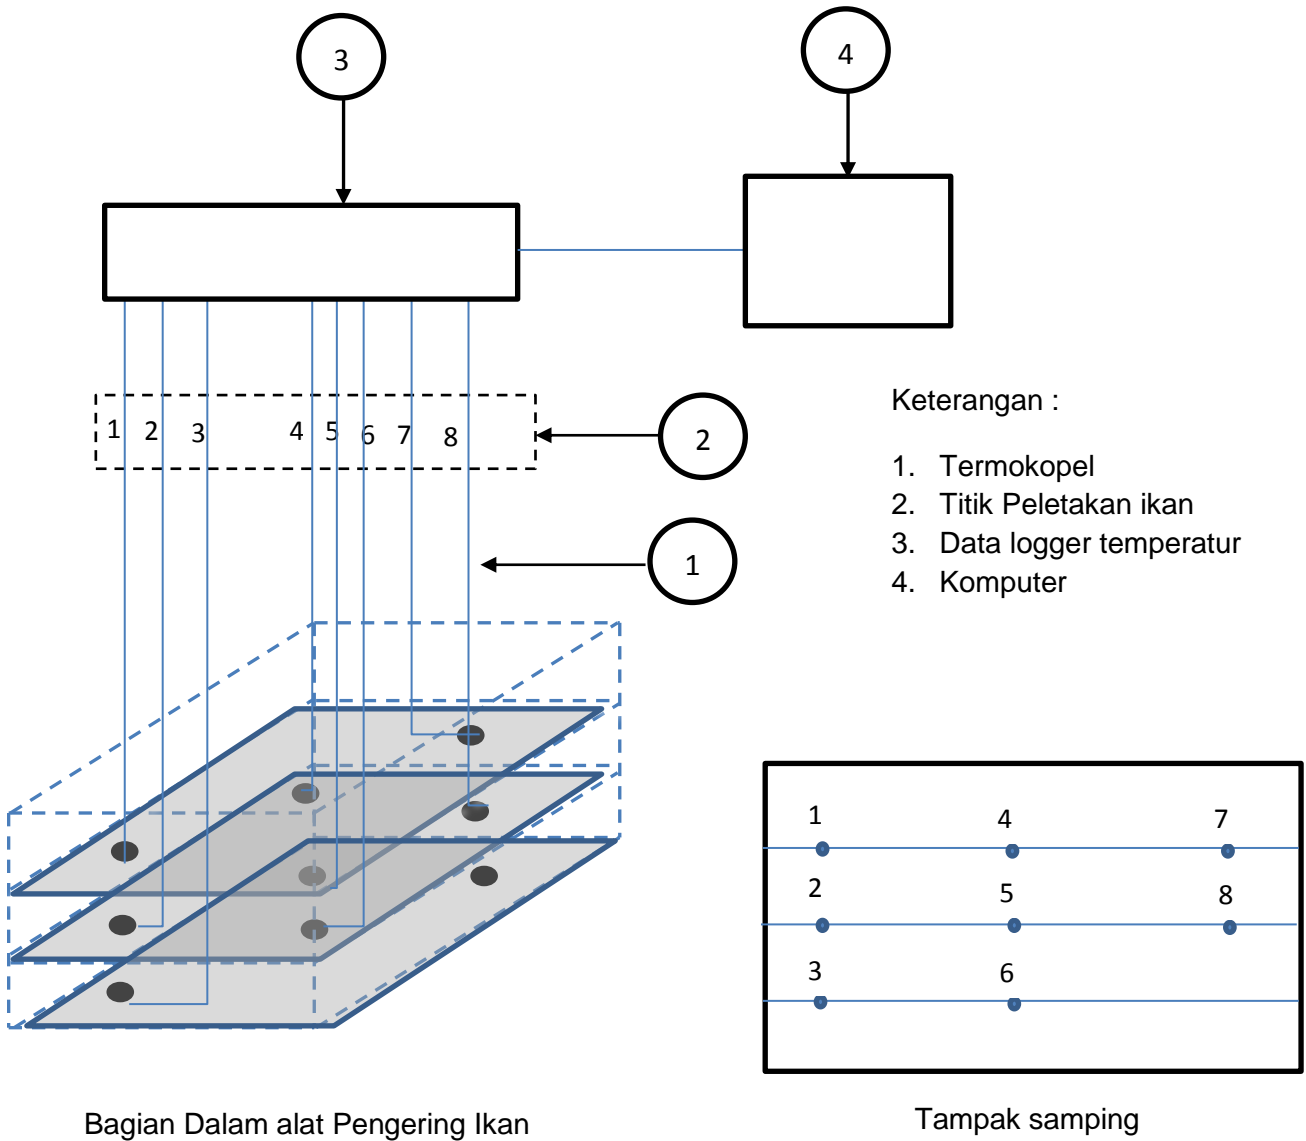 3
4
1 2 3 4 5 6 7 8
2
1
Keterangan :
1. Termokopel
2. Titik Peletakan ikan
3. Data logger temperatur
4. Komputer
1 4 7
2 5 8
3 6
Bagian Dalam alat Pengering Ikan
Tampak samping